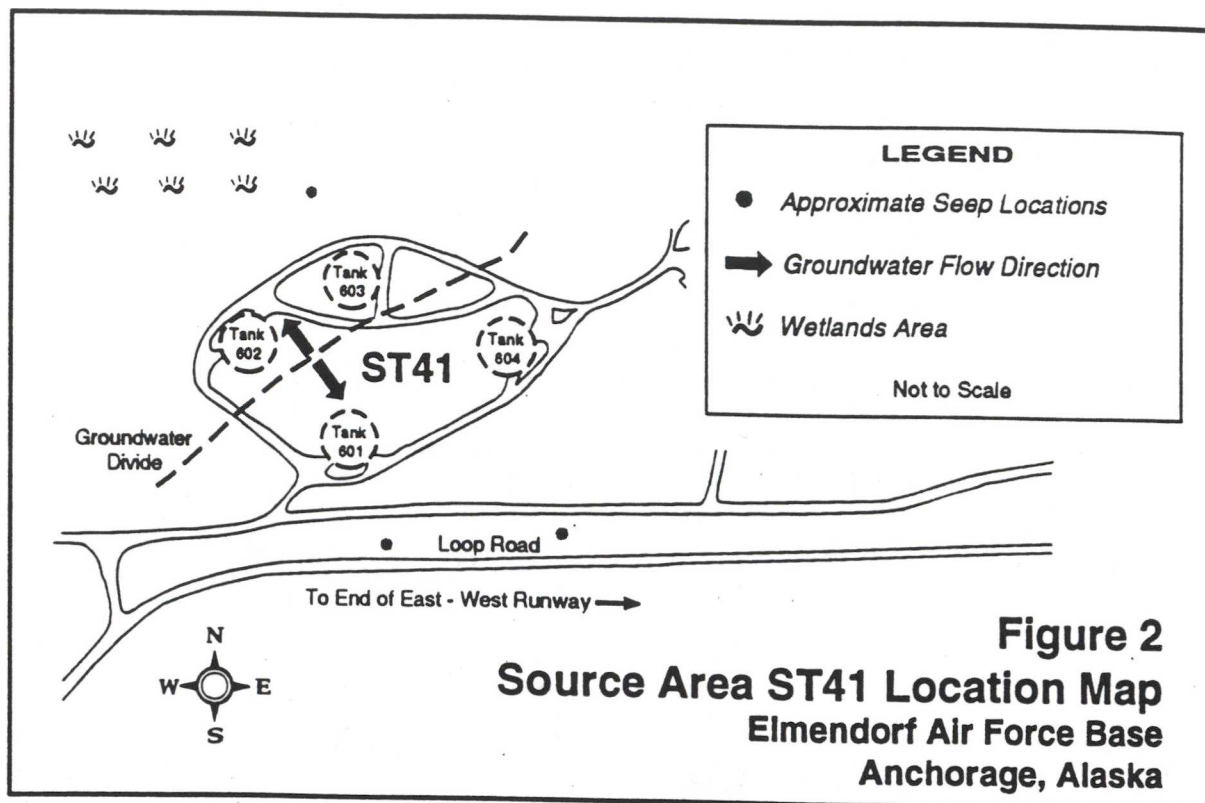 LEGEND
Approximate Seep Locations
Groundwater Flow Direction
Wetlands Area
Not to Scale
Tank
603
Tank
602
ST41
Tank
604
Tank
601
Groundwater
Divide
Loop Road
To End of East - West Runway
N
W
E
S
Figure 2
Source Area ST41 Location Map
Elmendorf Air Force Base
Anchorage, Alaska